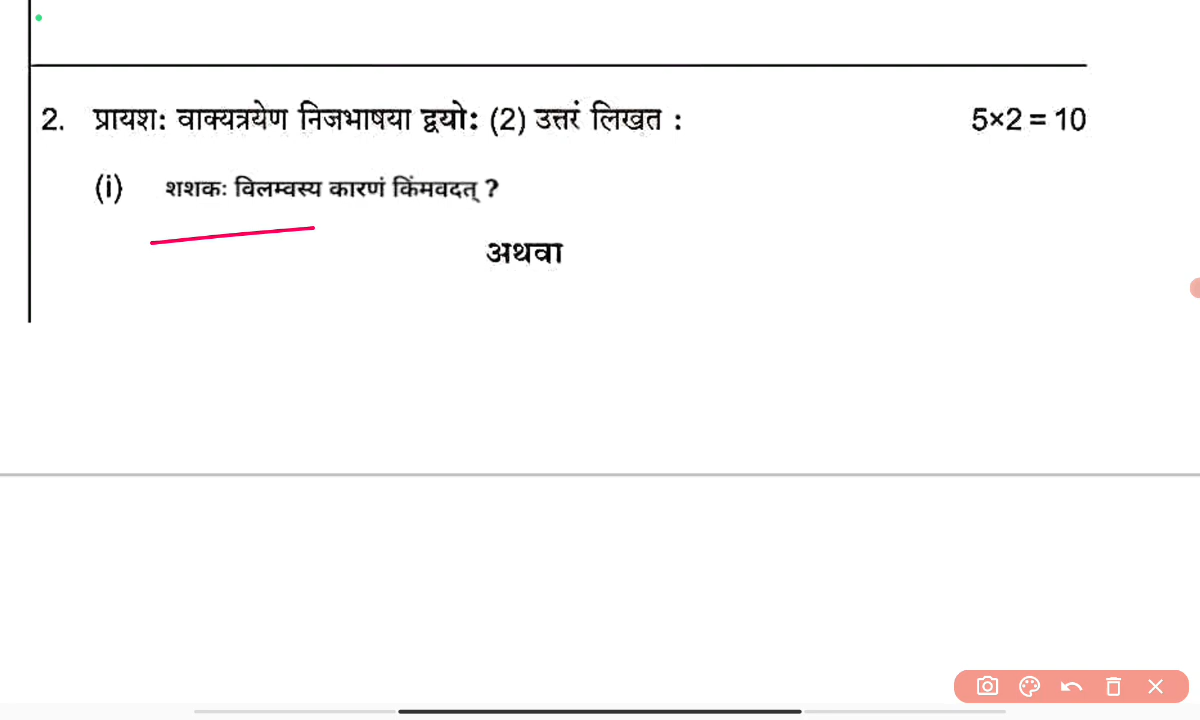 2. प्रायशः वाक्यत्रयेण निजभाषया द्वयोः (2) उत्तरं लिखत : 5×2 = 10
(i) शशकः विलम्वस्य कारणं किंमवदत् ?
अथवा